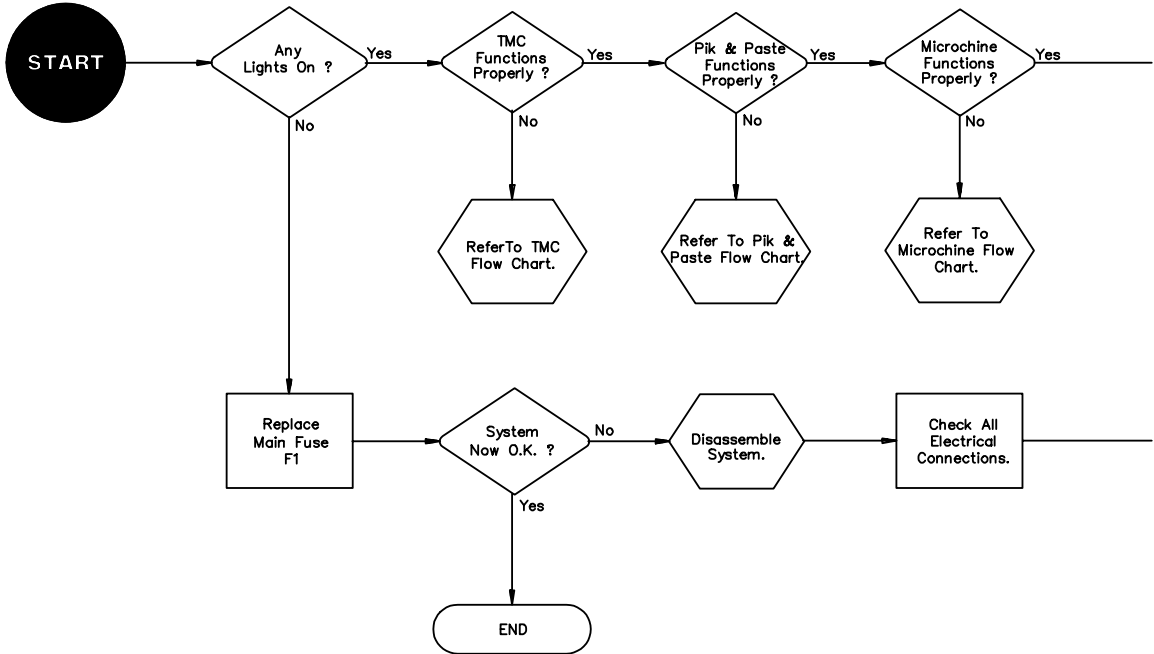 START
Any
Lights On ?
Yes
No
TMC
Functions
Properly ?
Yes
No
Pik & Paste
Functions
Properly ?
Yes
No
Microchine
Functions
Properly ?
Yes
No
ReferTo TMC
Flow Chart.
Refer To Pik &
Paste Flow Chart.
Refer To
Microchine Flow
Chart.
Replace
Main Fuse
F1
System
Now O.K. ?
No
Yes
Disassemble
System.
Check All
Electrical
Connections.
END